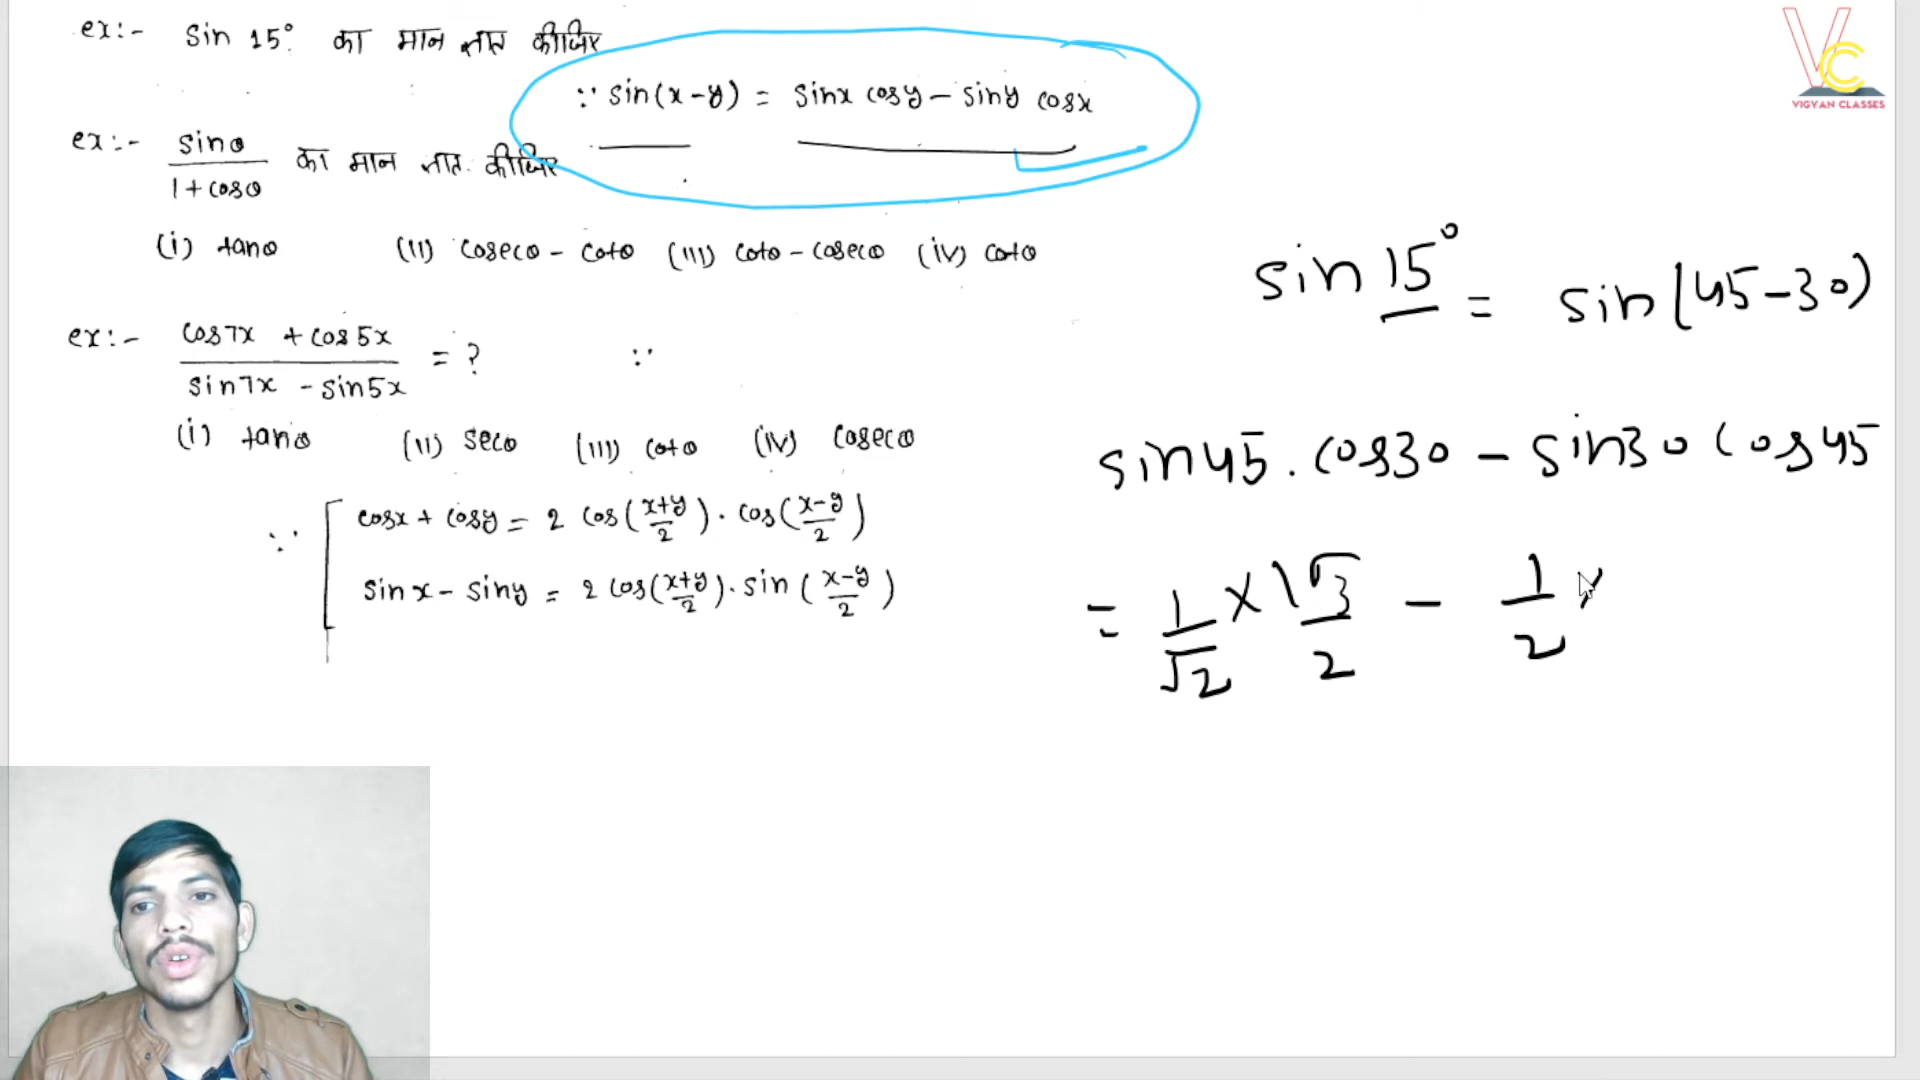 ex:- sin 15° का मान ज्ञात कीजिए
∵ sin(x-y) = sinx cosy - siny cosx
ex:- sinθ/1+cosθ का मान ज्ञात कीजिए
(i) tanθ (ii) cosecθ - cotθ (iii) cotθ - cosecθ (iv) cotθ
ex:- cos7x + cos5x/sin7x - sin5x = ? ∵
(i) tanθ (ii) secθ (iii) cotθ (iv) cosecθ
∵ [ cosx + cosy = 2 cos(x+y/2) . cos(x-y/2)
sinx - siny = 2 cos(x+y/2) . sin(x-y/2)
sin 15° = sin(45-30)
sin45 . cos30 - sin30 cos45
= 1/√2 × √3/2 - 1/2 ×
VC
VIGYAN CLASSES